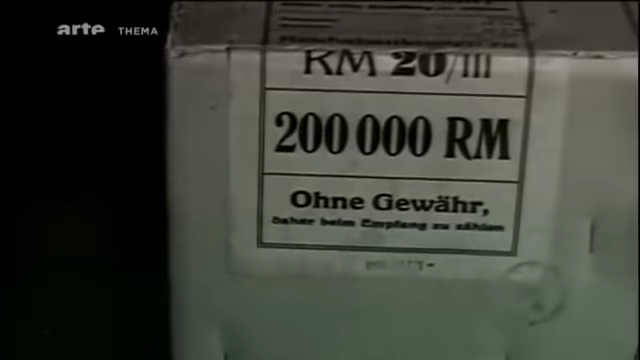 arte THEMA
RM 20/III
200 000 RM
Ohne Gewähr,
daher beim Empfang zu zählen